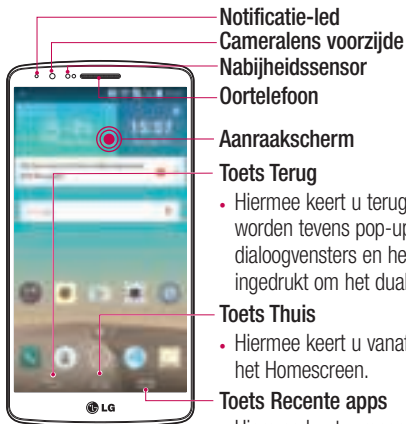 Notificatie-led
Cameralens voorzijde
Nabijheidssensor
Oortelefoon
Aanraakscherm
Toets Terug
• Hiermee keert u terug
worden tevens pop-up
dialoogvensters en he
ingedrukt om het dual
Toets Thuis
• Hiermee keert u vanaf
het Homescreen.
Toets Recente apps
LG